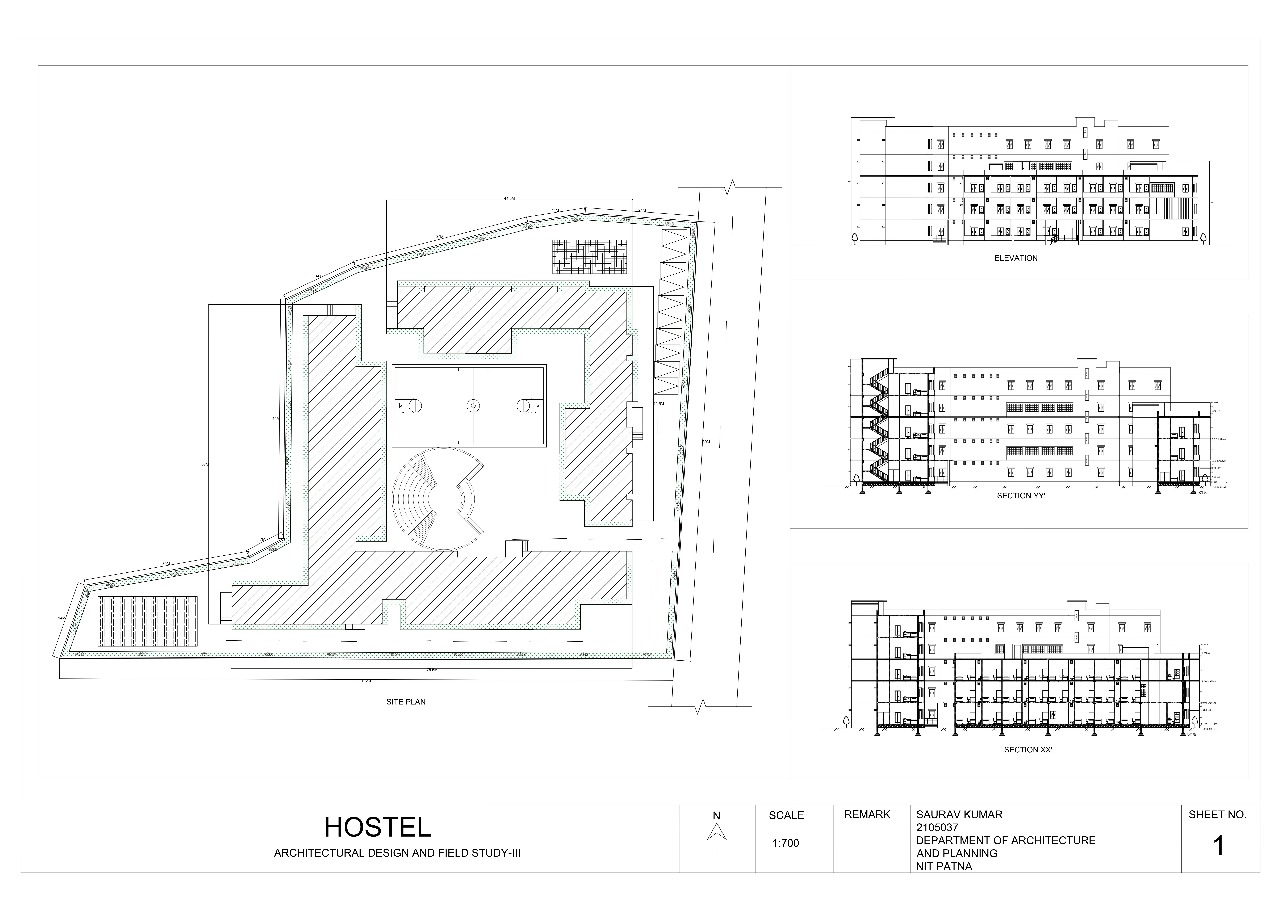 ELEVATION
SECTION YY'
SITE PLAN
SECTION XX'
HOSTEL
ARCHITECTURAL DESIGN AND FIELD STUDY-III
N
SCALE
1:700
REMARK
SAURAV KUMAR
2105037
DEPARTMENT OF ARCHITECTURE
AND PLANNING
NIT PATNA
SHEET NO.
1